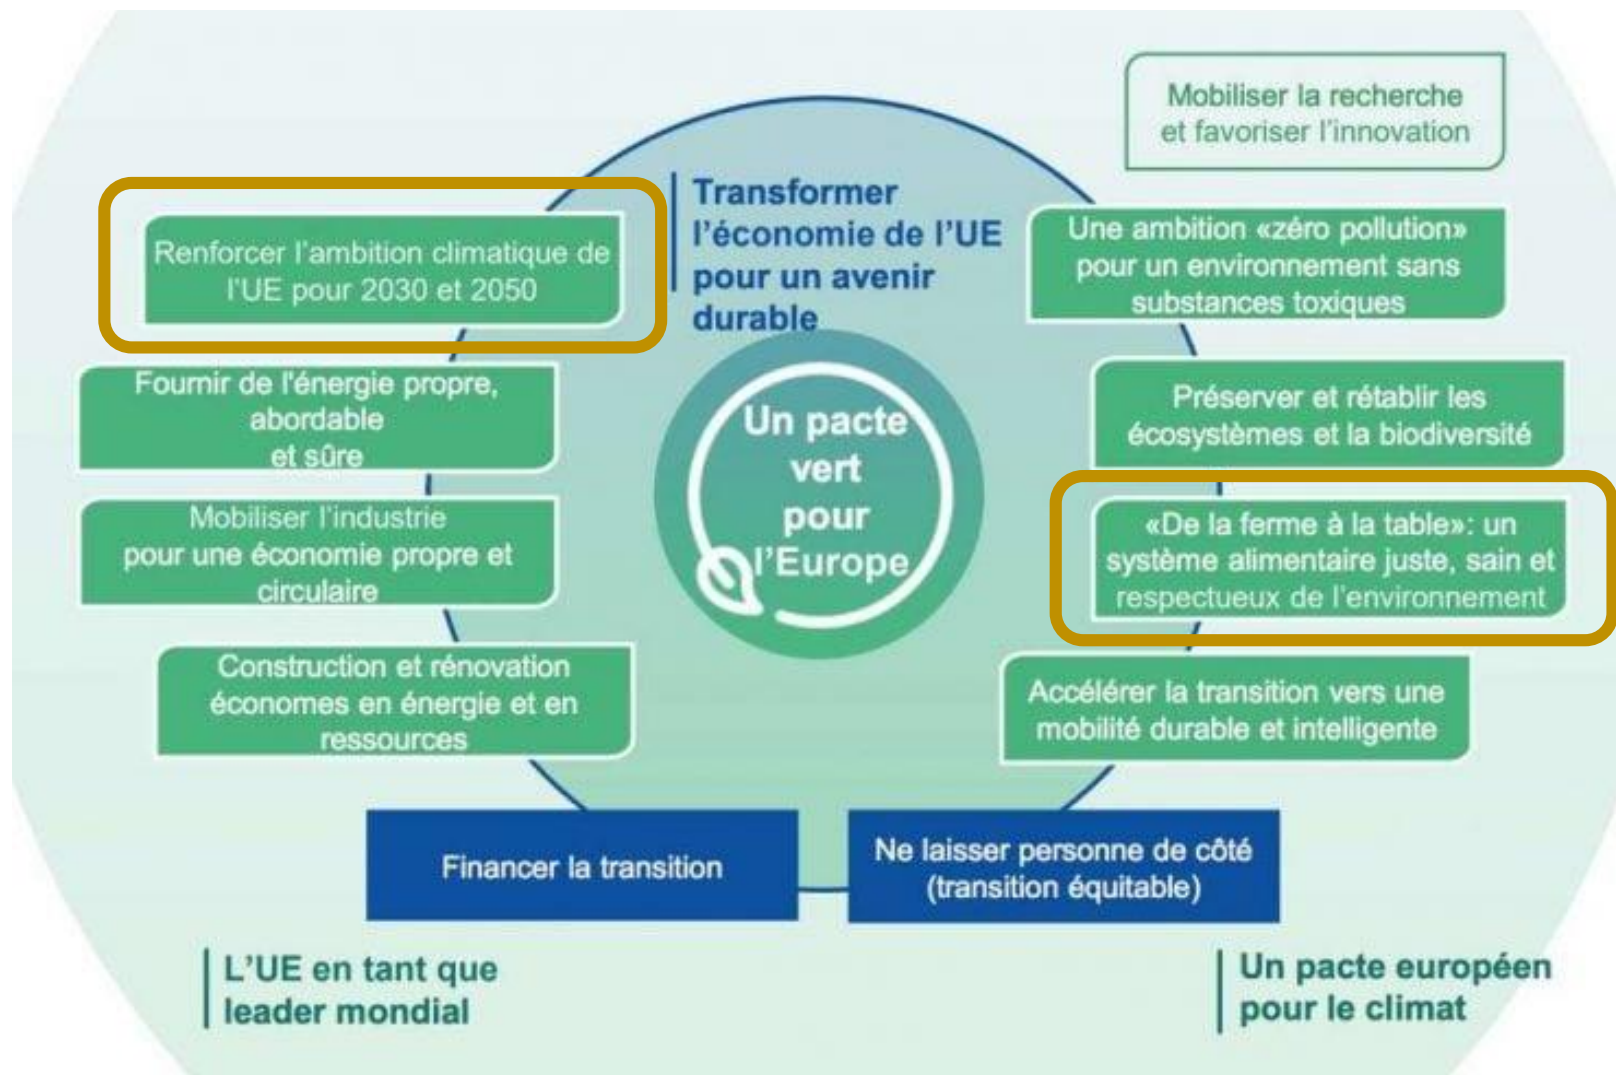 Mobiliser la recherche
et favoriser l'innovation
Transformer
l'économie de l'UE
pour un avenir
durable
Renforcer l'ambition climatique de
l'UE pour 2030 et 2050
Une ambition «zéro pollution»
pour un environnement sans
substances toxiques
Fournir de l'énergie propre,
abordable
et sûre
Préserver et rétablir les
écosystèmes et la biodiversité
Un pacte
vert
pour
l'Europe
Mobiliser l'industrie
pour une économie propre et
circulaire
«De la ferme à la table»: un
système alimentaire juste, sain et
respectueux de l'environnement
Construction et rénovation
économes en énergie et en
ressources
Accélérer la transition vers une
mobilité durable et intelligente
Financer la transition
Ne laisser personne de côté
(transition équitable)
L'UE en tant que
leader mondial
Un pacte européen
pour le climat